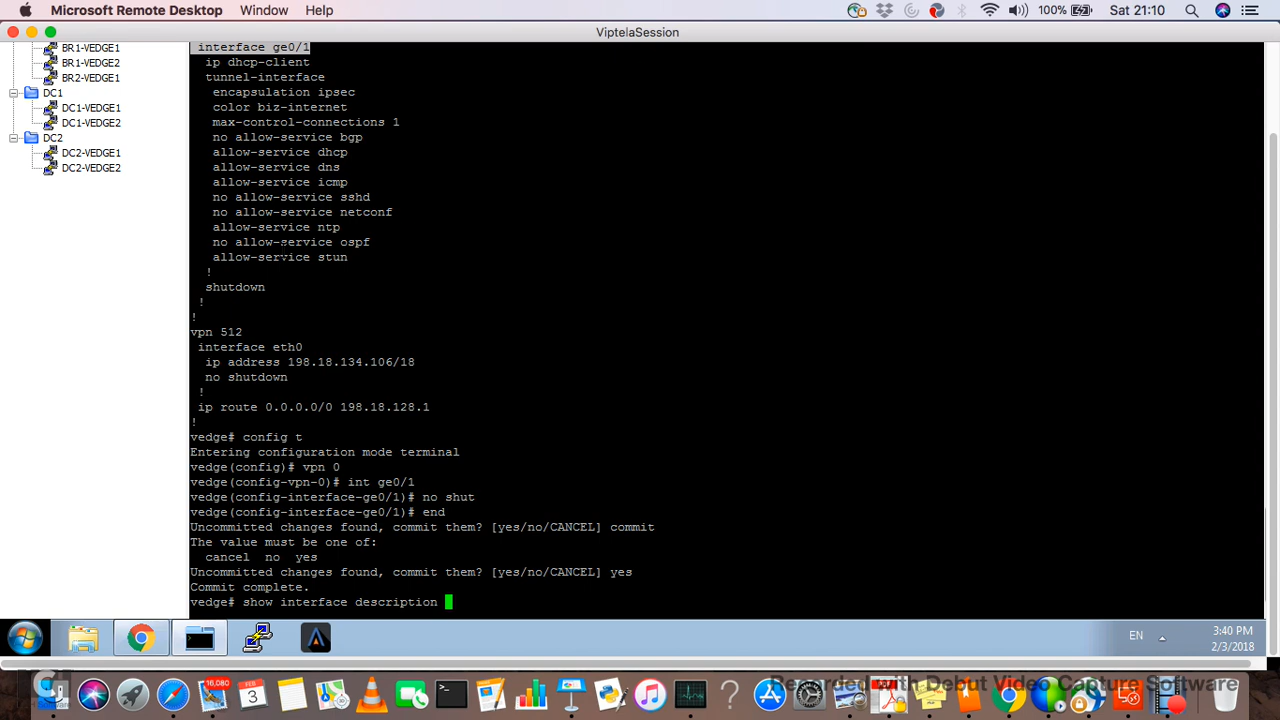 Microsoft Remote Desktop Window Help 100% Sat 21:10
ViptelaSession
BR1-VEDGE1
BR1-VEDGE2
BR2-VEDGE1
DC1
DC1-VEDGE1
DC1-VEDGE2
DC2
DC2-VEDGE1
DC2-VEDGE2
interface ge0/1
ip dhcp-client
tunnel-interface
encapsulation ipsec
color biz-internet
max-control-connections 1
no allow-service bgp
allow-service dhcp
allow-service dns
allow-service icmp
no allow-service sshd
no allow-service netconf
allow-service ntp
no allow-service ospf
allow-service stun
!
shutdown
!
!
vpn 512
interface eth0
ip address 198.18.134.106/18
no shutdown
!
ip route 0.0.0.0/0 198.18.128.1
!
vedge# config t
Entering configuration mode terminal
vedge(config)# vpn 0
vedge(config-vpn-0)# int ge0/1
vedge(config-interface-ge0/1)# no shut
vedge(config-interface-ge0/1)# end
Uncommitted changes found, commit them? [yes/no/CANCEL] commit
The value must be one of:
cancel no yes
Uncommitted changes found, commit them? [yes/no/CANCEL] yes
Commit complete.
vedge# show interface description
EN
3:40 PM
2/3/2018
16,080
FEB
3
Recorded with Debut Video Capture Software